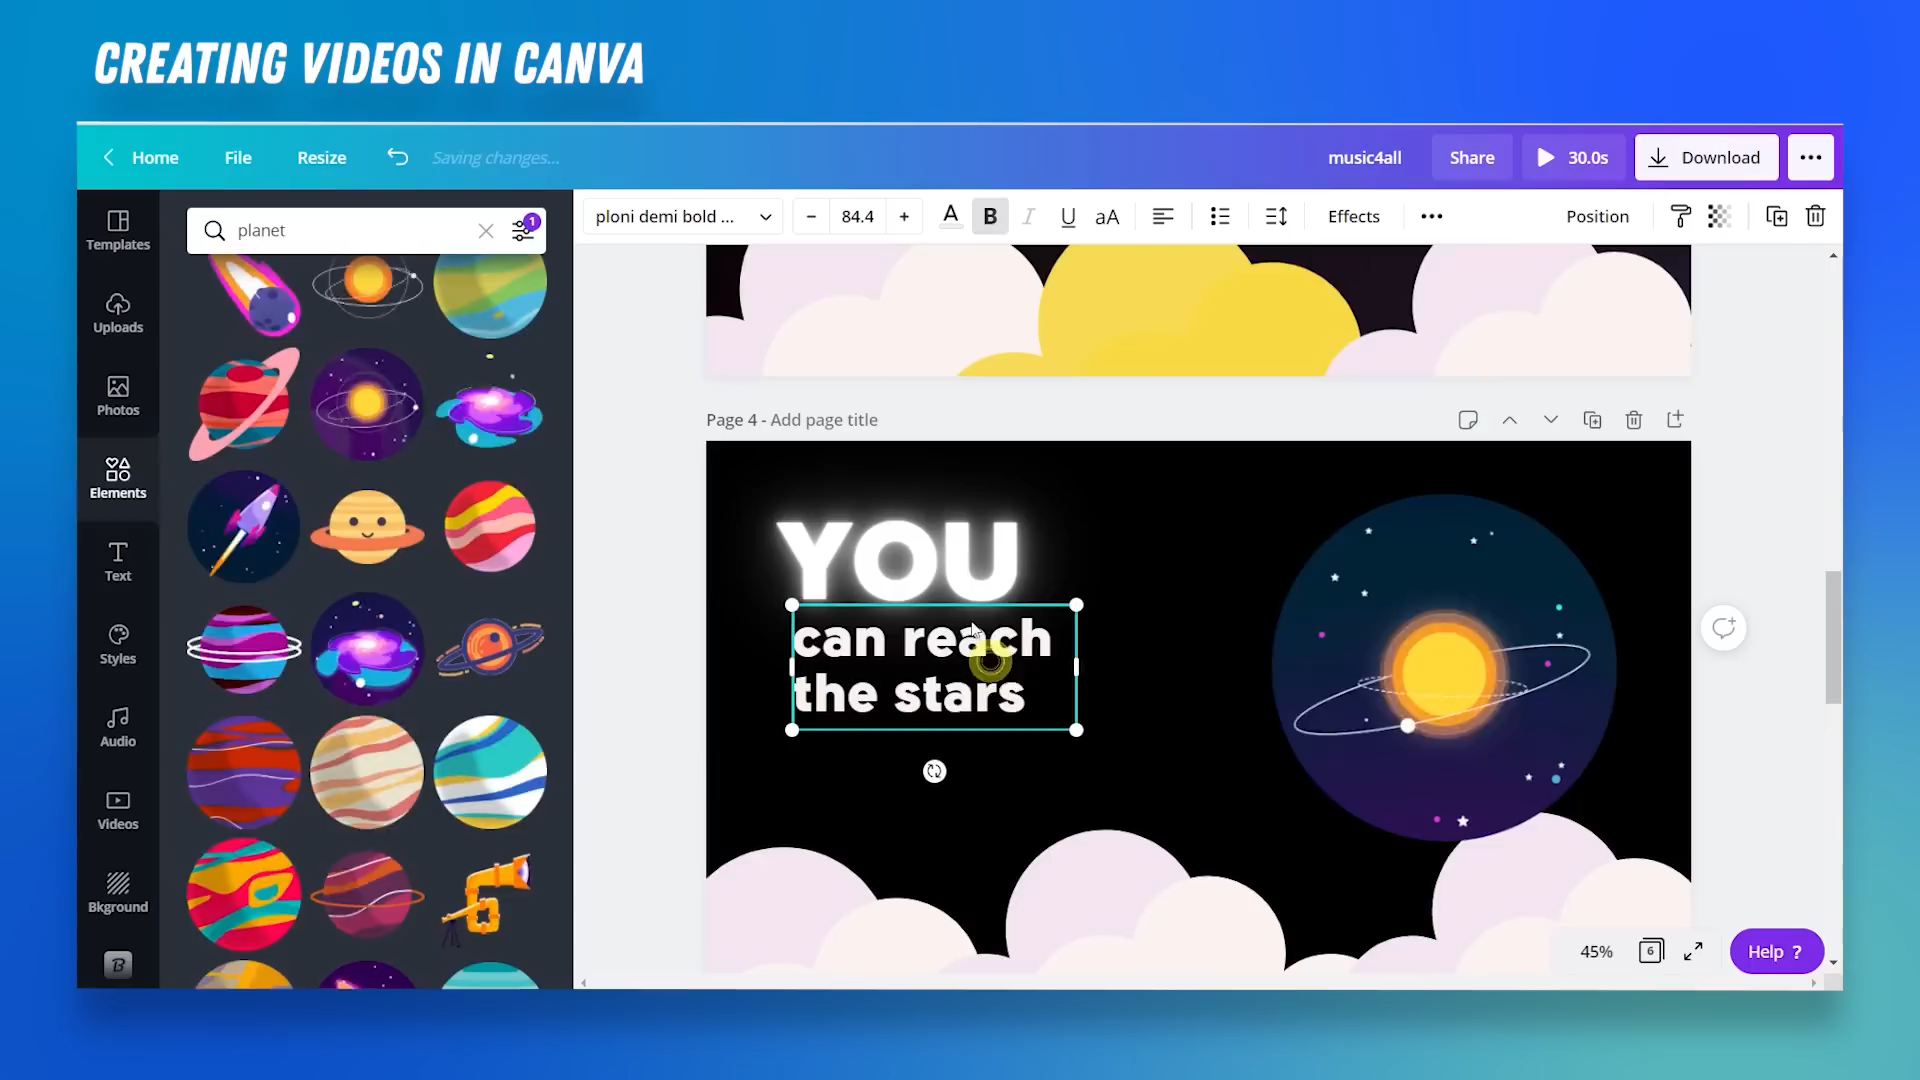 CREATING VIDEOS IN CANVA
Home File Resize Saving changes... music4all Share 30.0s Download
planet 1
ploni demi bold ... – 84.4 + A B I U aA Effects Position
Templates
Uploads
Photos
Elements
Text
Styles
Audio
Videos
Bkground
Page 4 - Add page title
YOU
can reach
the stars
45% 6 Help ?